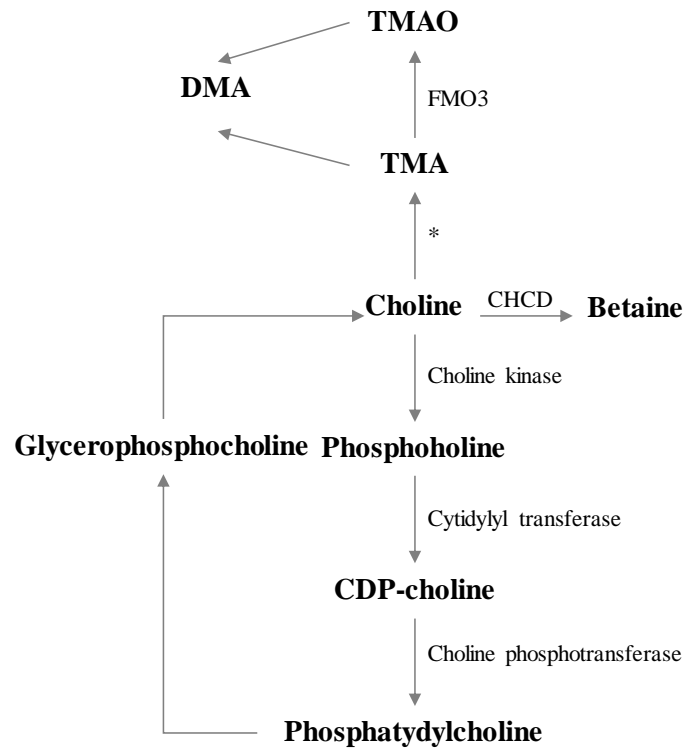 TMAO
DMA
FMO3
TMA
*
Choline
CHCD
Betaine
Choline kinase
Glycerophosphocholine
Phosphoholine
Cytidylyl transferase
CDP-choline
Choline phosphotransferase
Phosphatydylcholine